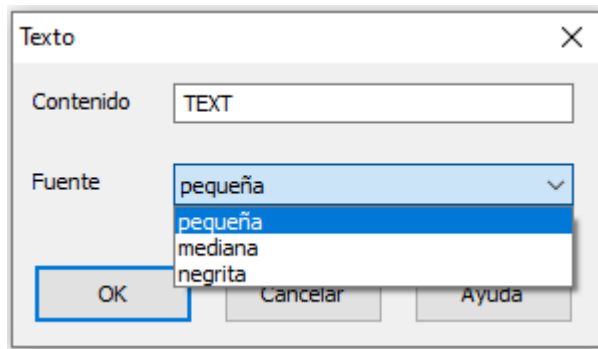 Texto
Contenido TEXT
Fuente pequeña
pequeña
mediana
negrita
OK Cancelar Ayuda